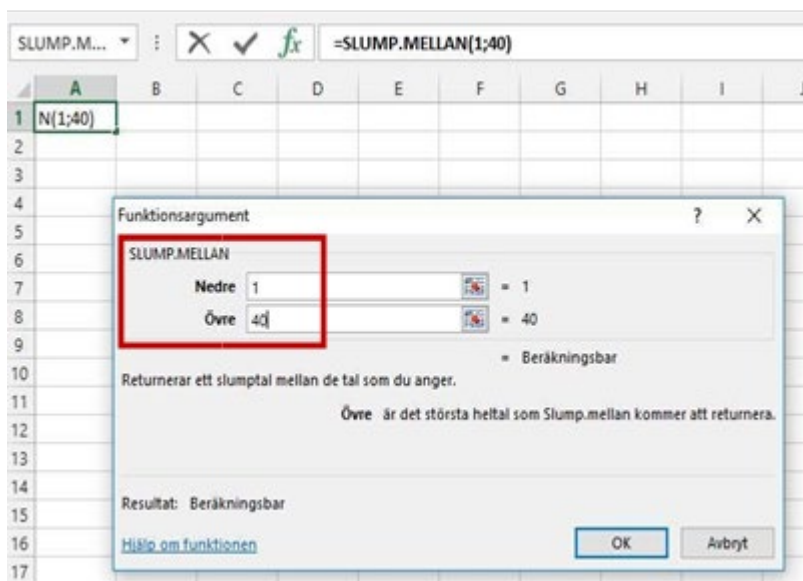 SLUMP.M... fx =SLUMP.MELLAN(1;40)
A B C D E F G H I J
1 N(1;40)
2
3
4
Funktionsargument ? X
5
6 SLUMP.MELLAN
7 Nedre 1 = 1
8 Övre 40 = 40
9 = Beräkningsbar
10 Returnerar ett slumptal mellan de tal som du anger.
11 Övre är det största heltal som Slump.mellan kommer att returnera.
12
13
14
15 Resultat: Beräkningsbar
16 Hjälp om funktionen OK Avbryt
17